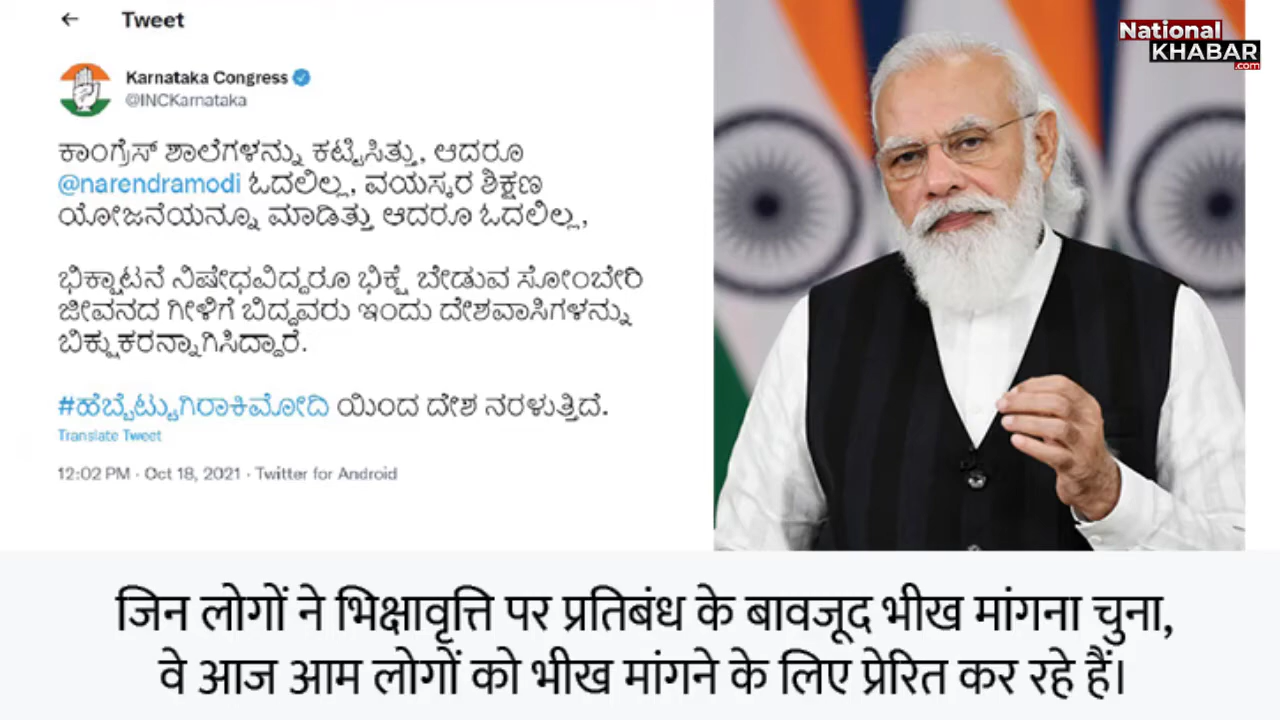 ← Tweet
Karnataka Congress
@INCKarnataka
ಕಾಂಗ್ರೆಸ್ ಶಾಲೆಗಳನ್ನು ಕಟ್ಟಿಸಿತ್ತು, ಆದರೂ
@narendramodi ಓದಲಿಲ್ಲ, ವಯಸ್ಕರ ಶಿಕ್ಷಣ
ಯೋಜನೆಯನ್ನೂ ಮಾಡಿತ್ತು ಆದರೂ ಓದಲಿಲ್ಲ,
ಭಿಕ್ಷಾಟನೆ ನಿಷೇಧವಿದ್ದರೂ ಭಿಕ್ಷೆ ಬೇಡುವ ಸೋಂಬೇರಿ
ಜೀವನದ ಗೀಳಿಗೆ ಬಿದ್ದವರು ಇಂದು ದೇಶವಾಸಿಗಳನ್ನು
ಬಿಕ್ಷುಕರನ್ನಾಗಿಸಿದ್ದಾರೆ.
#ಹೆಬ್ಬೆಟ್ಟುಗಿರಾಕಿಮೋದಿ ಯಿಂದ ದೇಶ ನರಳುತ್ತಿದೆ.
Translate Tweet
12:02 PM · Oct 18, 2021 · Twitter for Android
National
KHABAR
.com
जिन लोगों ने भिक्षावृत्ति पर प्रतिबंध के बावजूद भीख मांगना चुना,
वे आज आम लोगों को भीख मांगने के लिए प्रेरित कर रहे हैं।